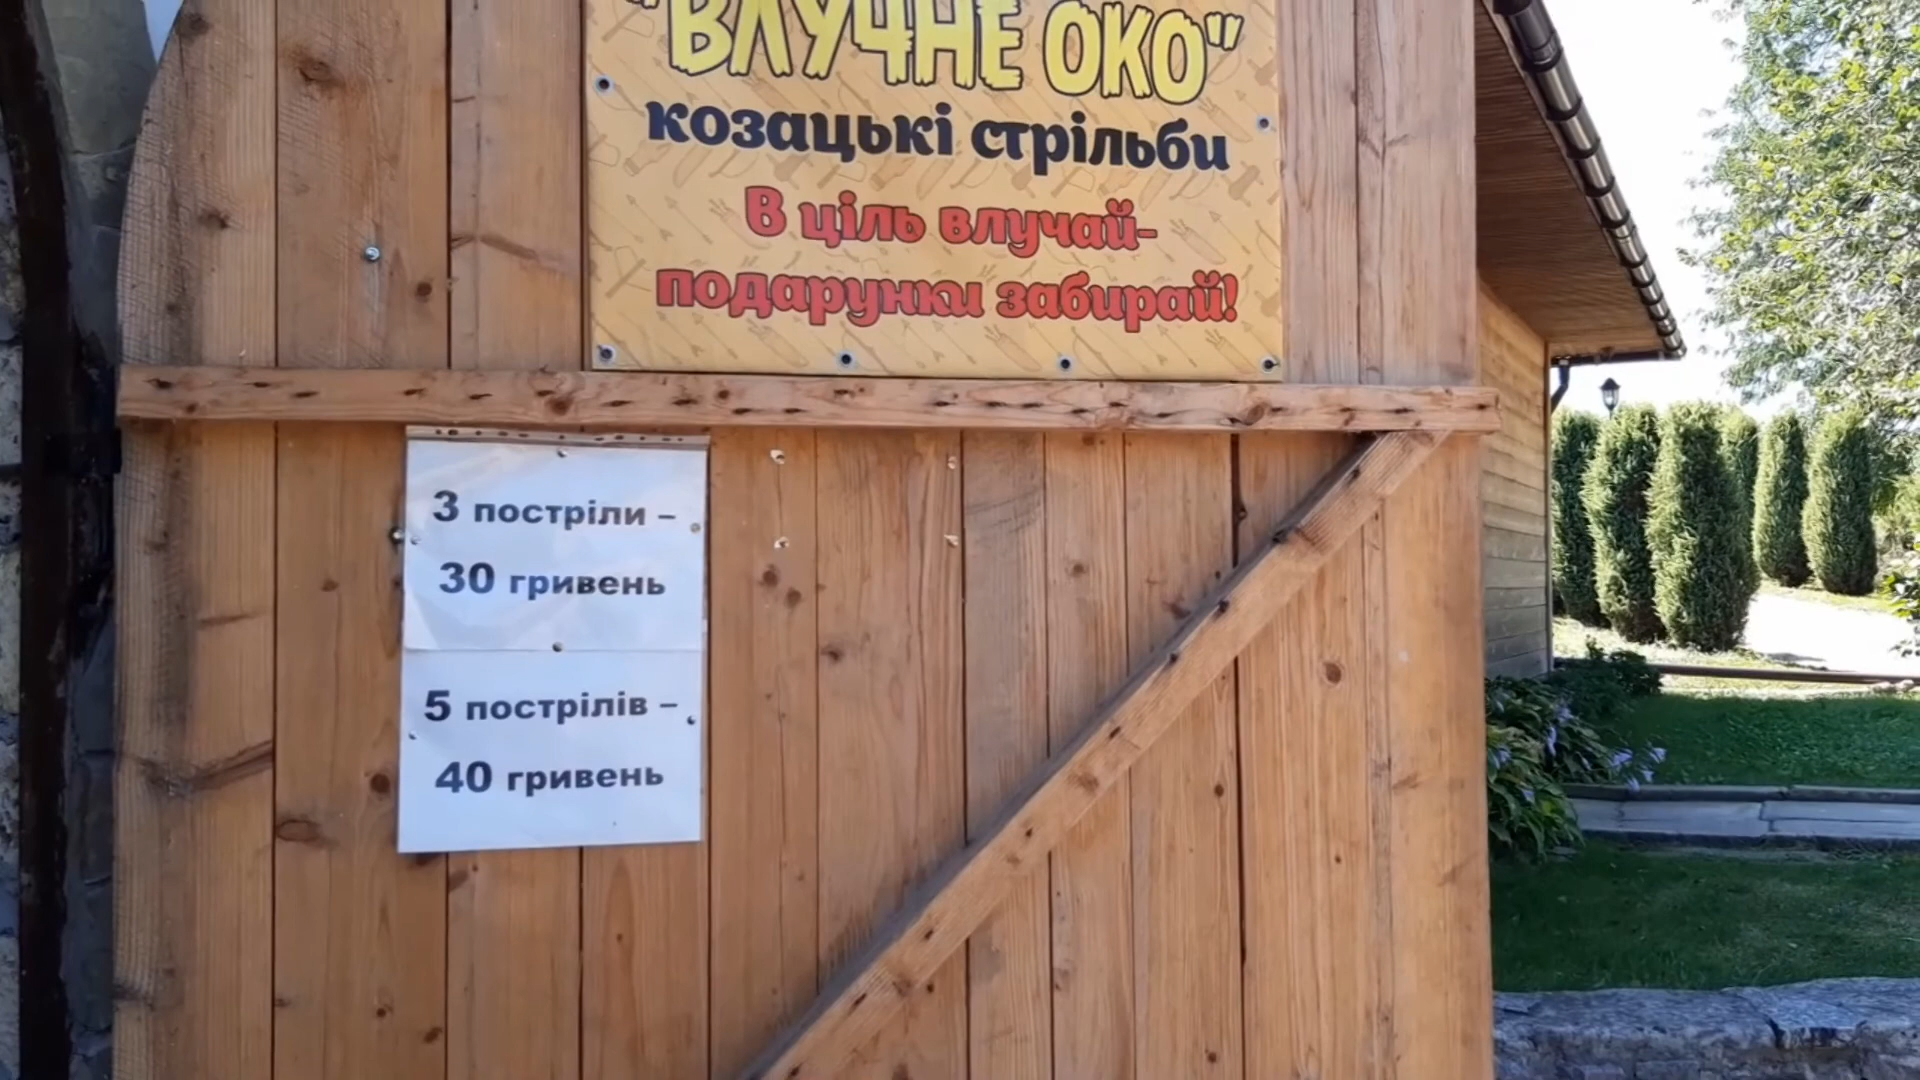 "ВЛУЧНЕ ОКО"
козацькі стрільби
В ціль влучай-
подарунки забирай!
3 постріли –
30 гривень
5 пострілів –
40 гривень